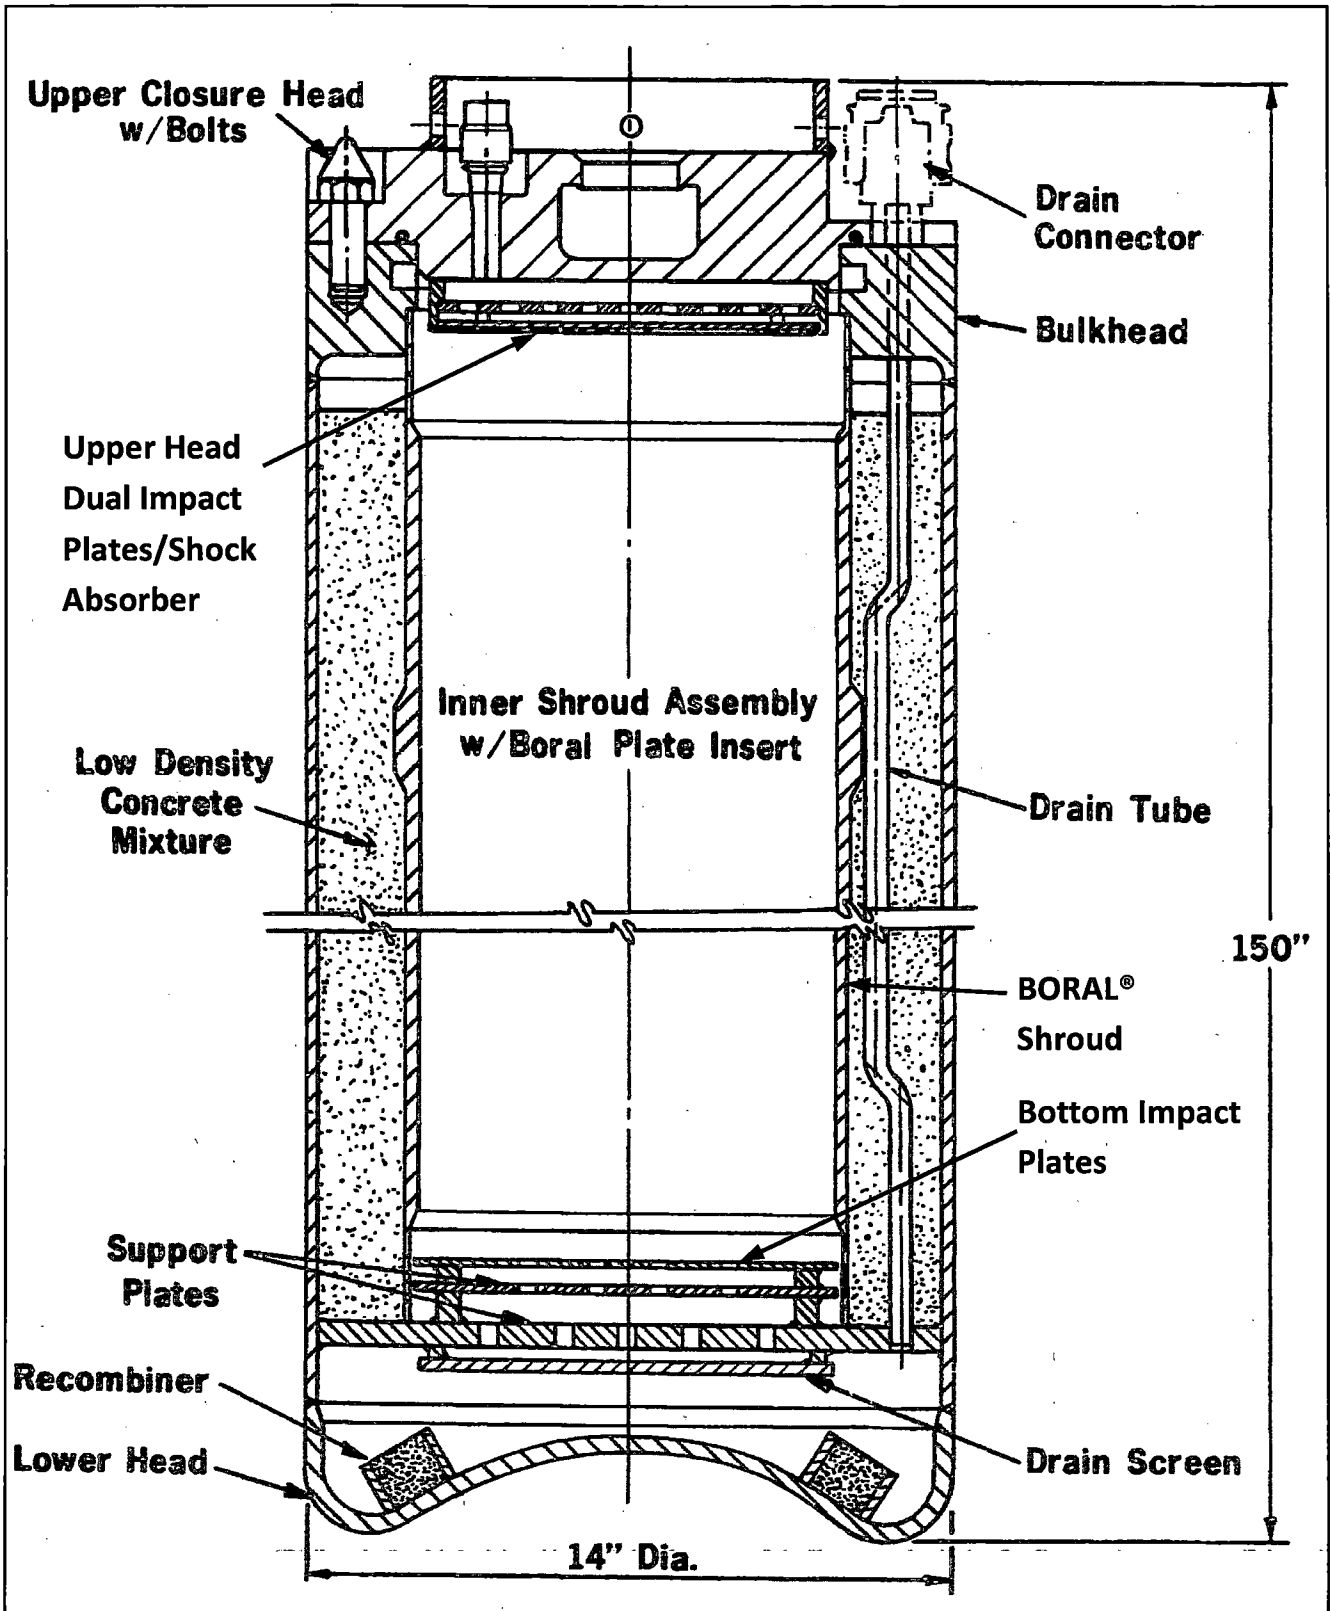 Upper Closure Head
w/Bolts
Drain
Connector
Bulkhead
Upper Head
Dual Impact
Plates/Shock
Absorber
Inner Shroud Assembly
w/Boral Plate Insert
Low Density
Concrete
Mixture
Drain Tube
150"
BORAL®
Shroud
Bottom Impact
Plates
Support
Plates
Recombiner
Lower Head
Drain Screen
14" Dia.